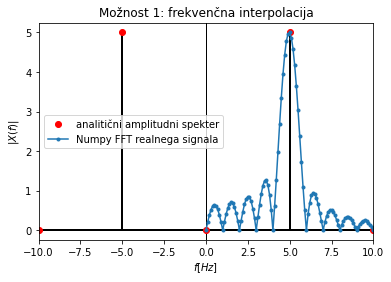 Možnost 1: frekvenčna interpolacija
|X(f)|
5
4
3
2
1
0
analitični amplitudni spekter
Numpy FFT realnega signala
−10.0 −7.5 −5.0 −2.5 0.0 2.5 5.0 7.5 10.0
f[Hz]